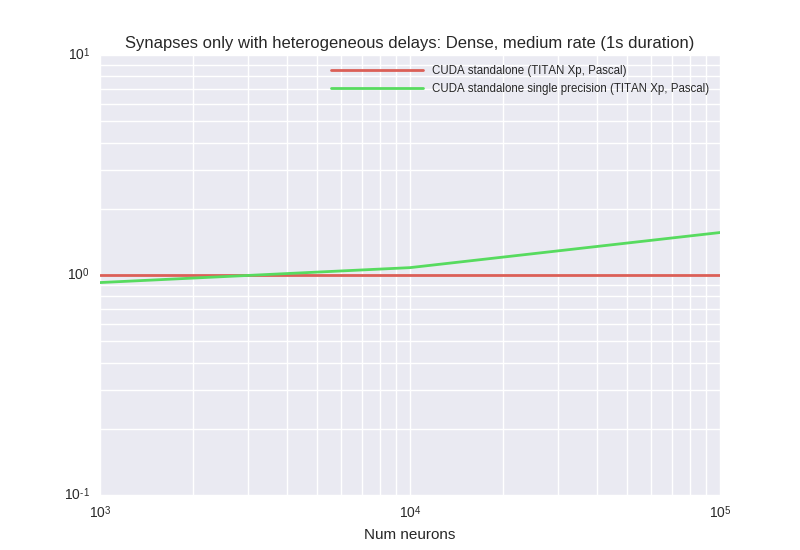 Synapses only with heterogeneous delays: Dense, medium rate (1s duration)
10¹
CUDA standalone (TITAN Xp, Pascal)
CUDA standalone single precision (TITAN Xp, Pascal)
10⁰
10⁻¹
10³ 10⁴ 10⁵
Num neurons